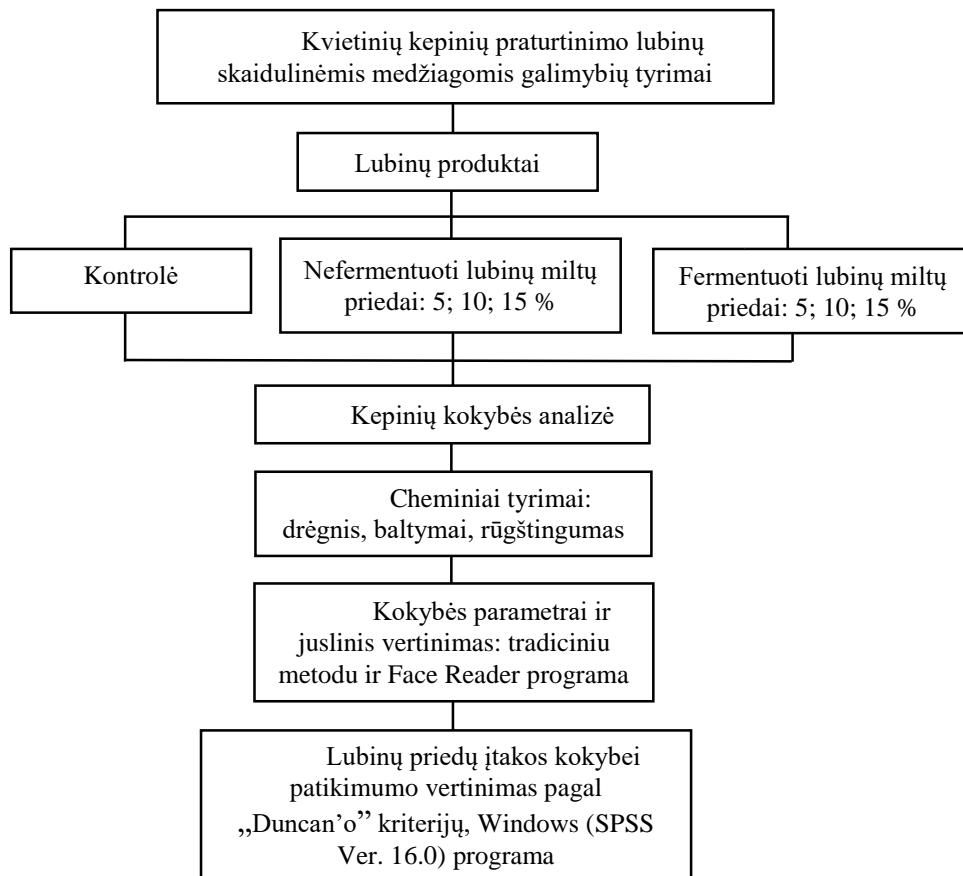 Kvietinių kepinių praturtinimo lubinų
skaidulinėmis medžiagomis galimybių tyrimai
Lubinų produktai
Kontrolė
Nefermentuoti lubinų miltų
priedai: 5; 10; 15 %
Fermentuoti lubinų miltų
priedai: 5; 10; 15 %
Kepinių kokybės analizė
Cheminiai tyrimai:
drėgnis, baltymai, rūgštingumas
Kokybės parametrai ir
juslinis vertinimas: tradiciniu
metodu ir Face Reader programa
Lubinų priedų įtakos kokybei
patikimumo vertinimas pagal
„Duncan’o” kriterijų, Windows (SPSS
Ver. 16.0) programa